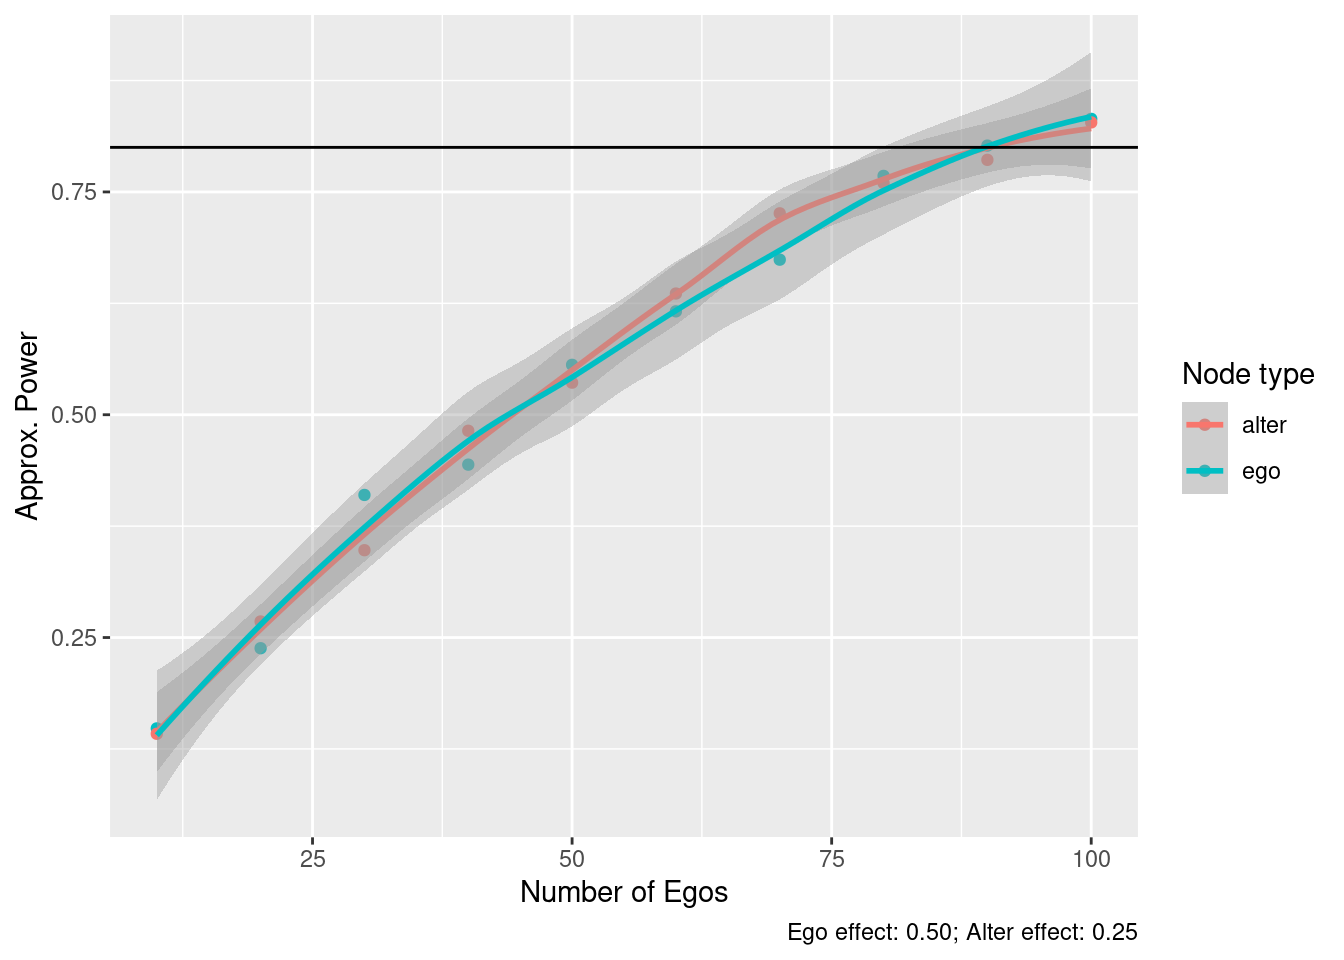 Approx. Power
0.75
0.50
0.25
25 50 75 100
Number of Egos
Ego effect: 0.50; Alter effect: 0.25
Node type
alter
ego